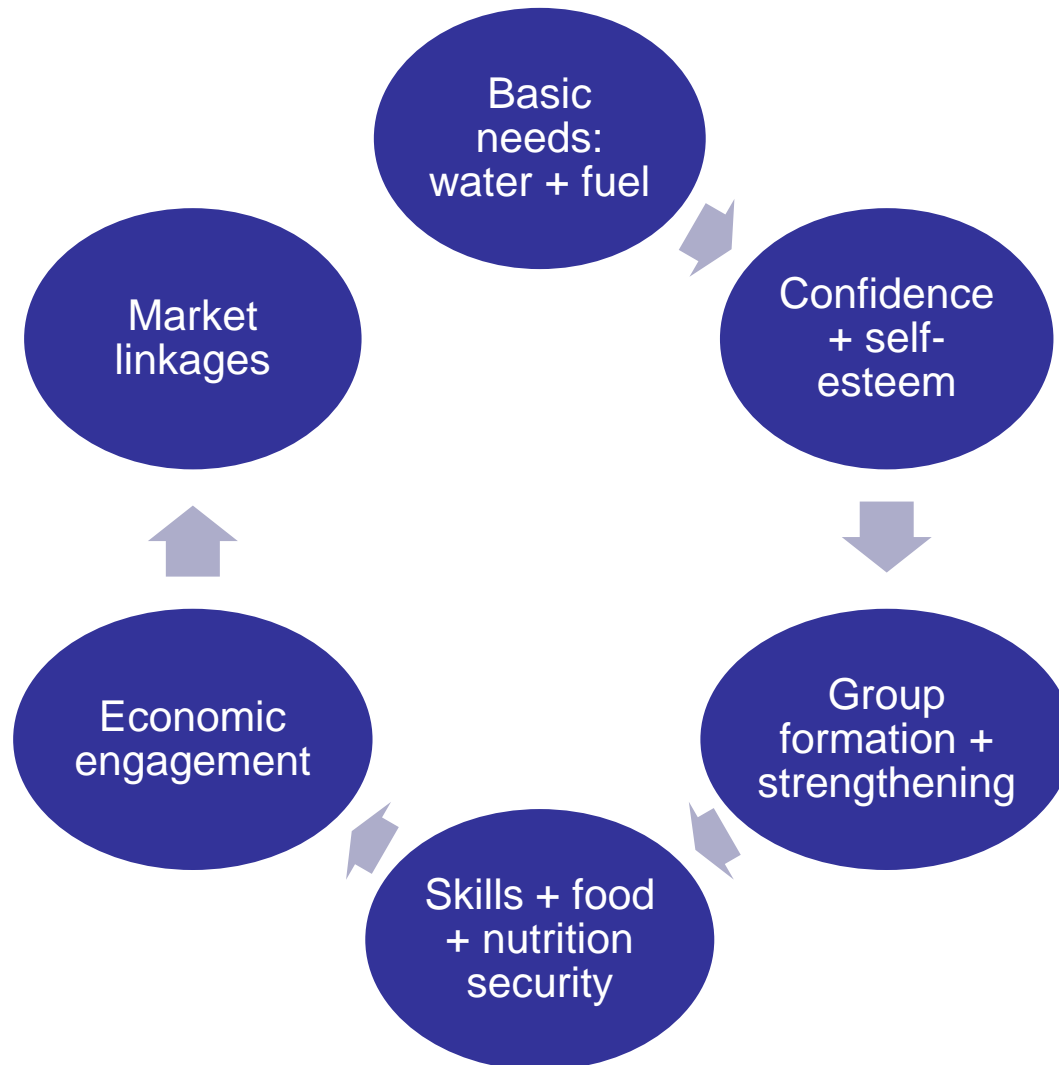 Basic
needs:
water + fuel
Confidence
+ self-
esteem
Group
formation +
strengthening
Skills + food
+ nutrition
security
Economic
engagement
Market
linkages